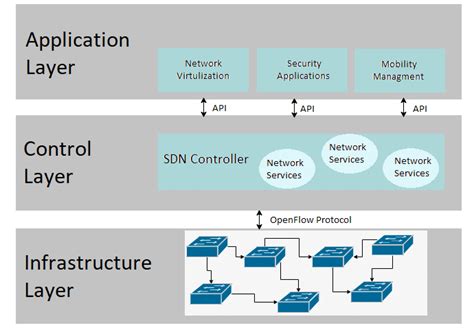 Application
Layer
Network
Virtulization
Security
Applications
Mobility
Managment
API
API
API
Control
Layer
SDN Controller
Network
Services
Network
Services
Network
Services
OpenFlow Protocol
Infrastructure
Layer